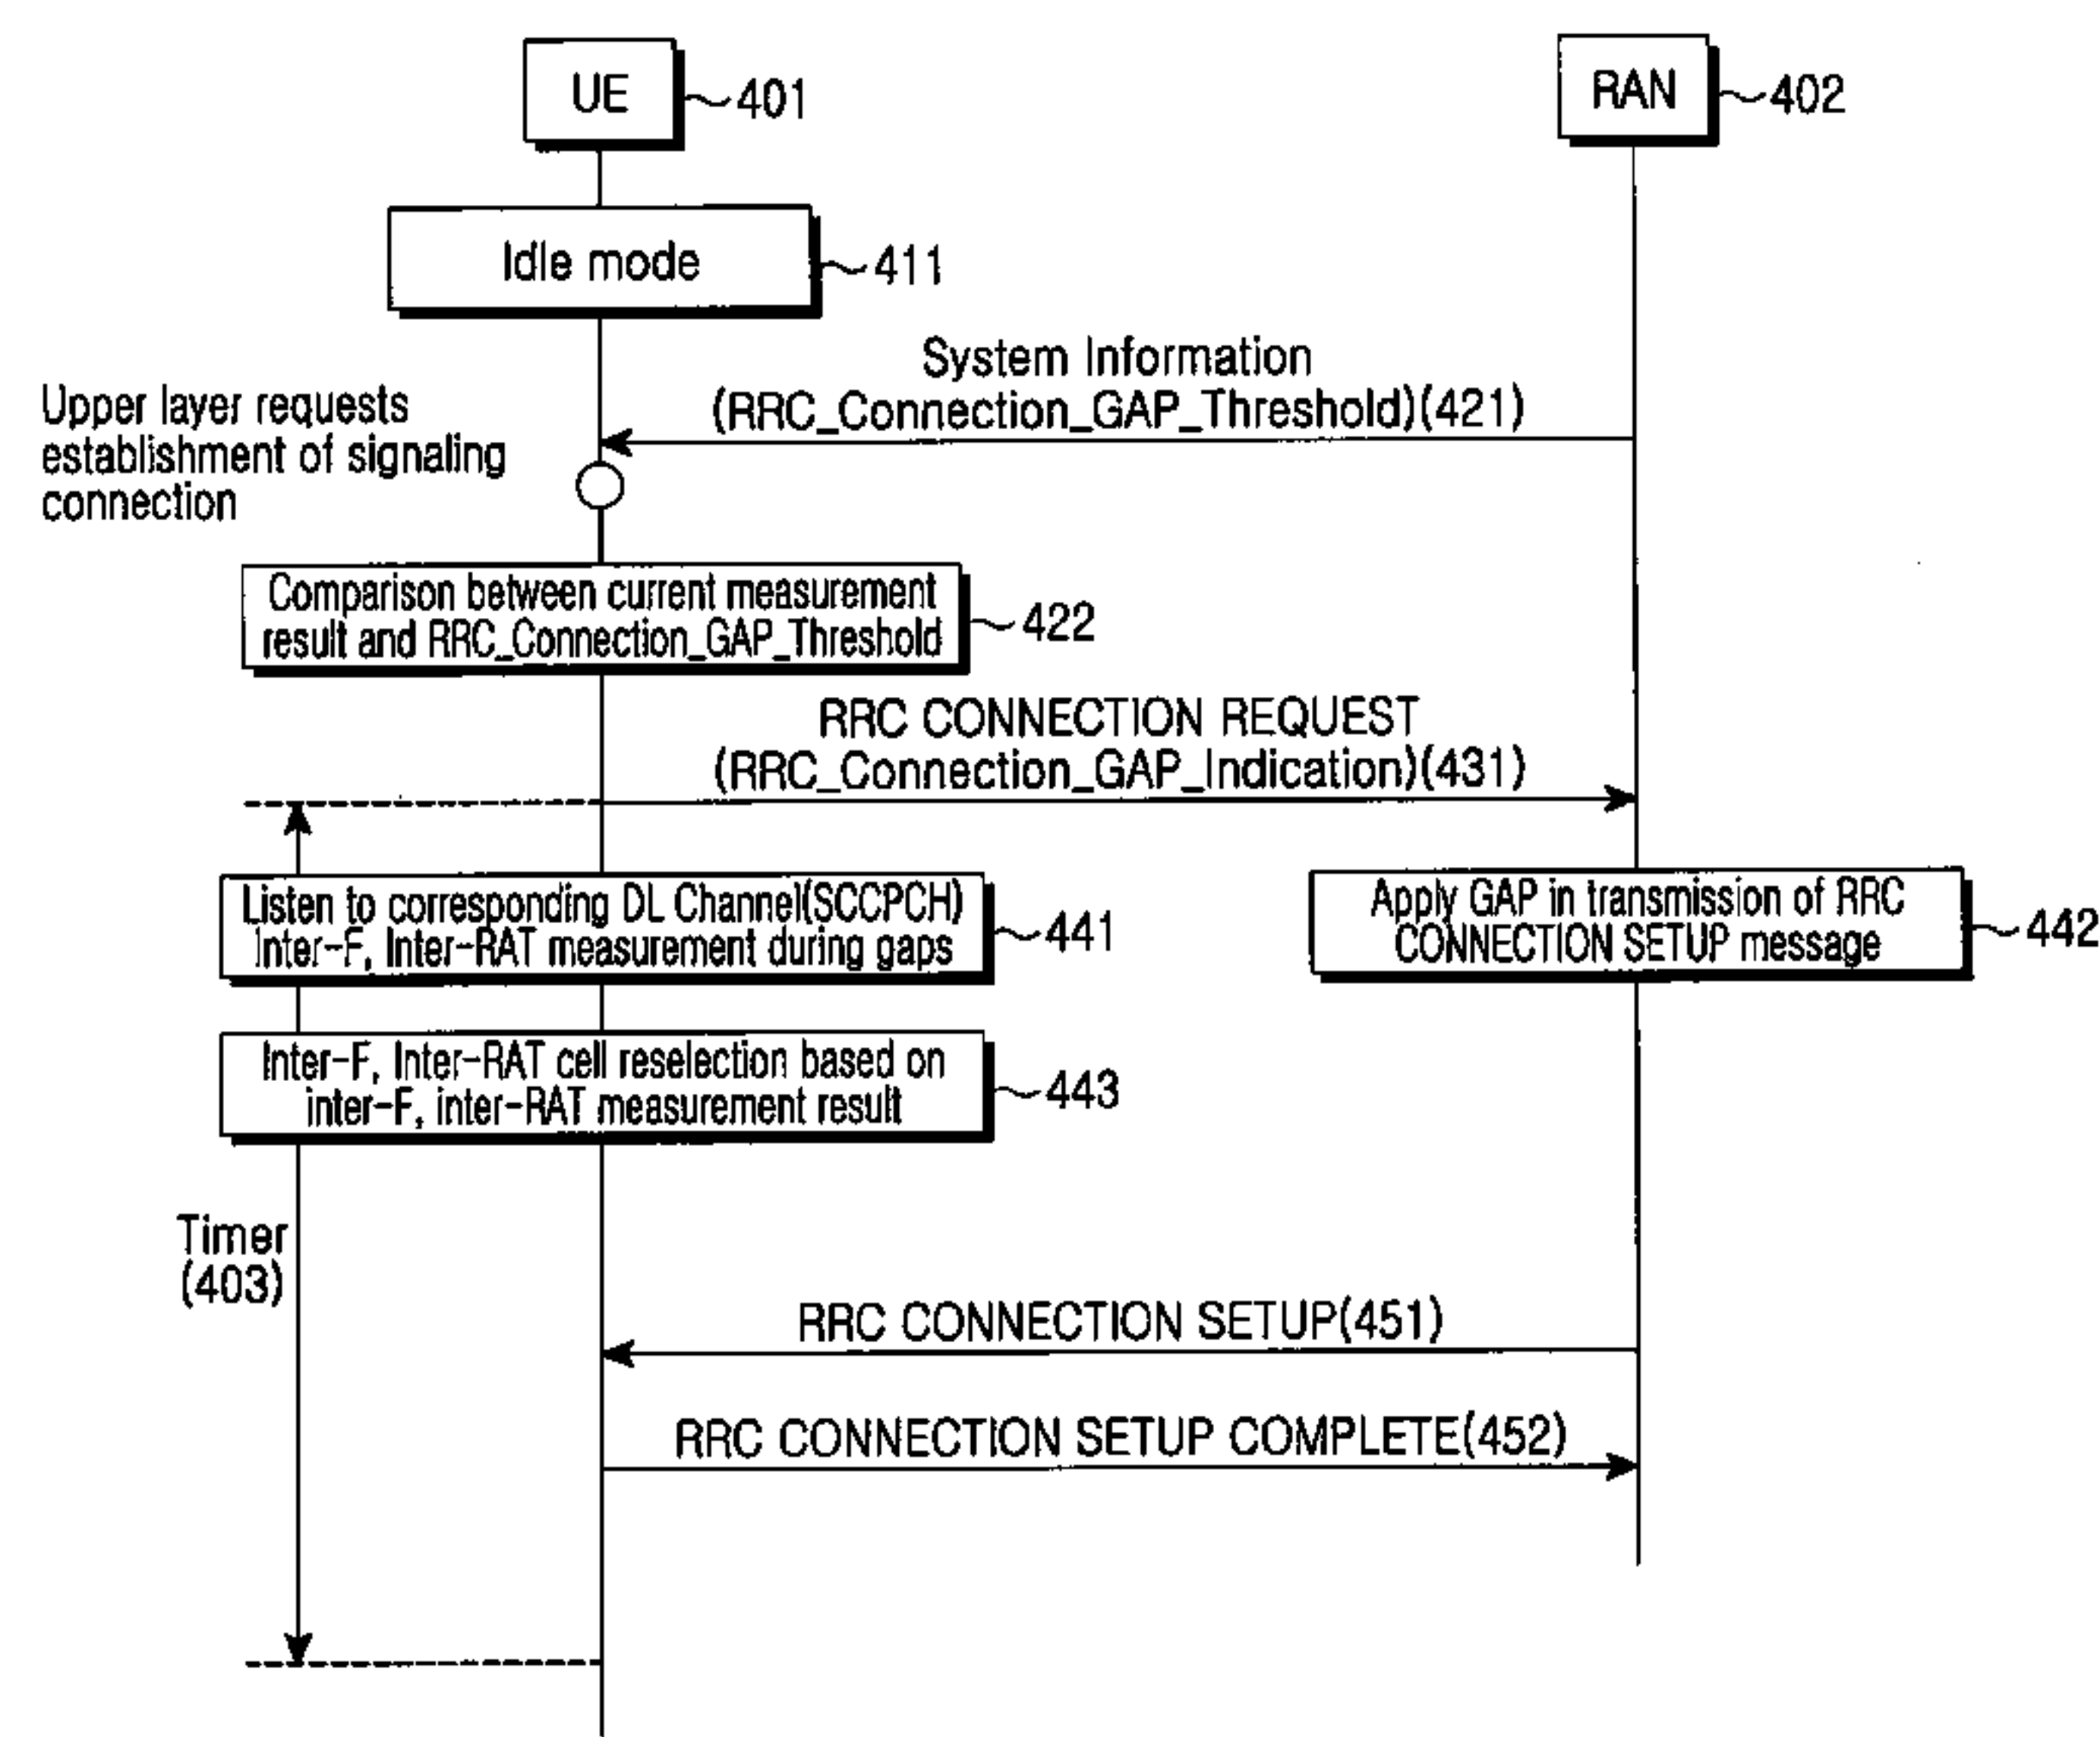 UE
401
RAN
402
Idle mode
411
System Information
(RRC_Connection_GAP_Threshold)(421)
Upper layer requests
establishment of signaling
connection
Comparison between current measurement
result and RRC_Connection_GAP_Threshold
422
RRC CONNECTION REQUEST
(RRC_Connection_GAP_Indication)(431)
Listen to corresponding DL Channel(SCCPCH)
Inter-F, Inter-RAT measurement during gaps
441
Apply GAP in transmission of RRC
CONNECTION SETUP message
442
Inter-F, Inter-RAT cell reselection based on
inter-F, inter-RAT measurement result
443
Timer
(403)
RRC CONNECTION SETUP(451)
RRC CONNECTION SETUP COMPLETE(452)